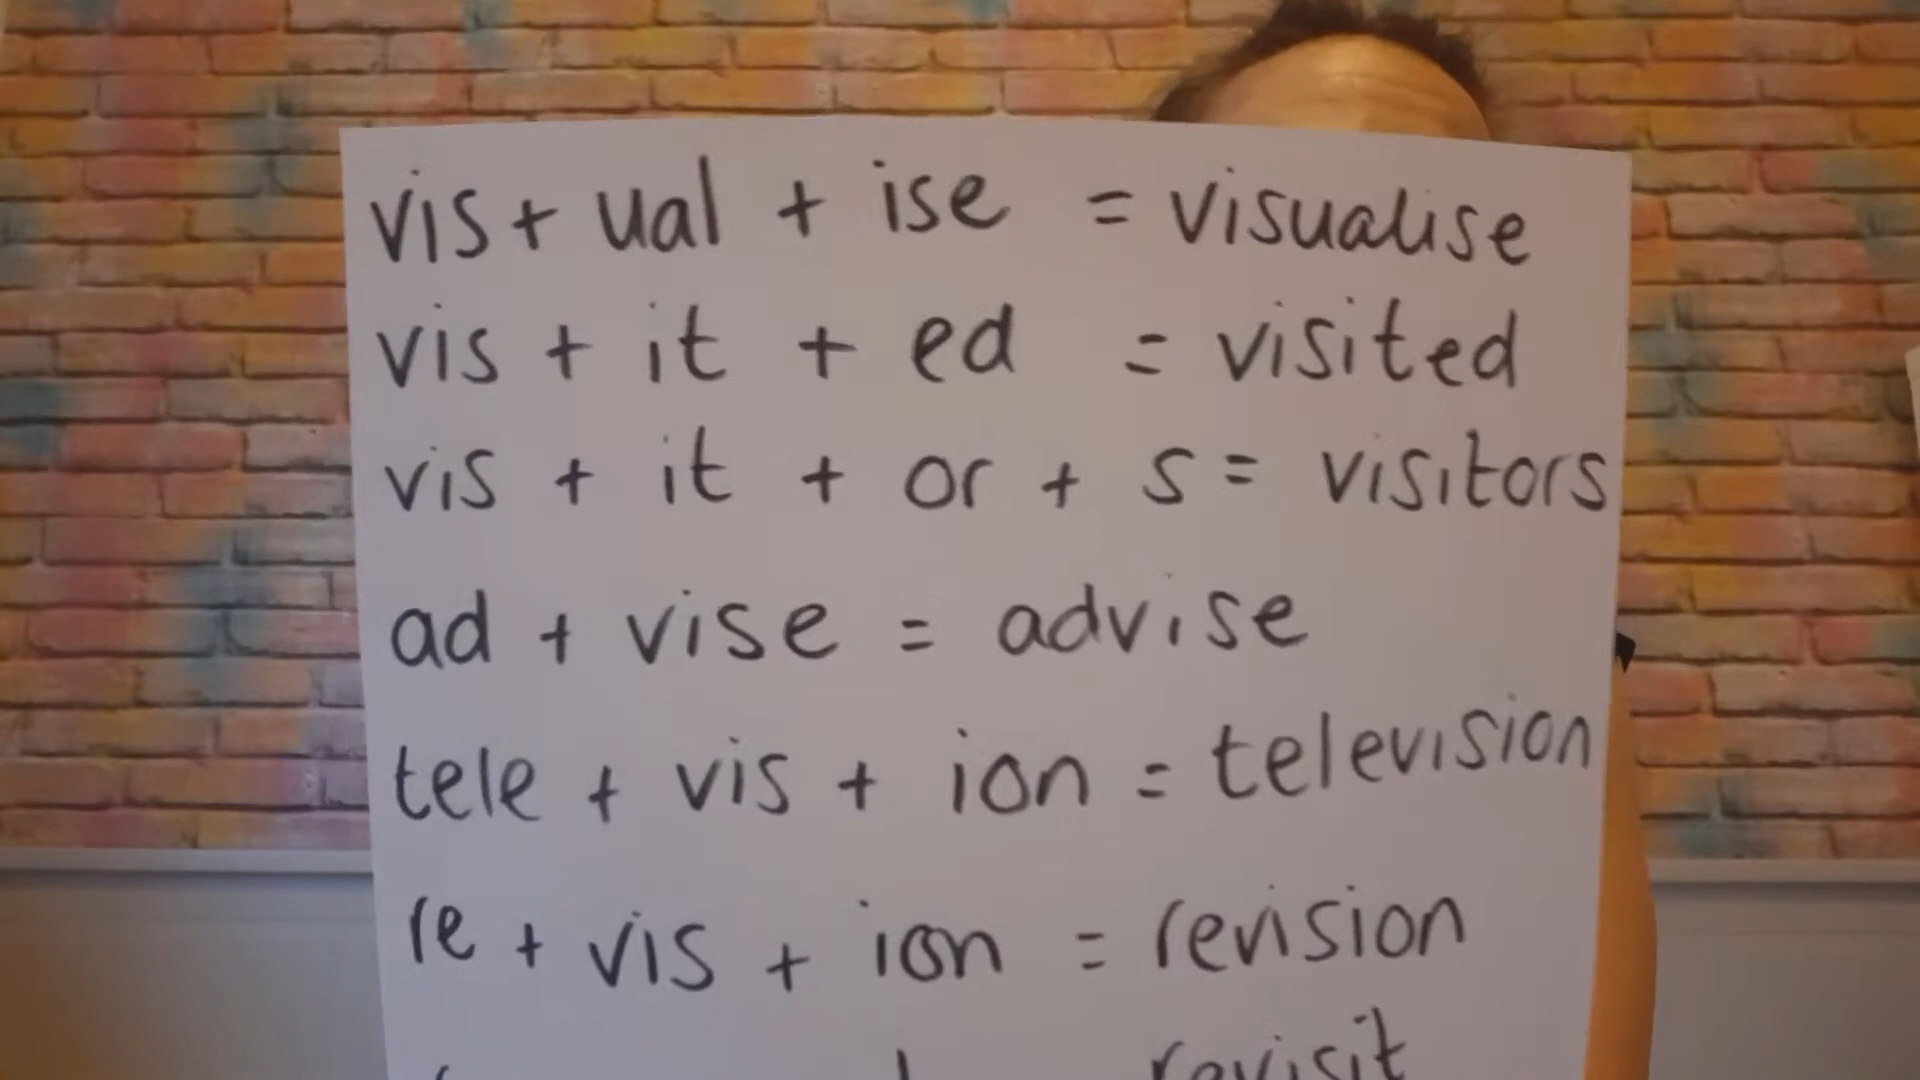 vis + ual + ise = visualise
vis + it + ed = visited
vis + it + or + s = visitors
ad + vise = advise
tele + vis + ion = television
re + vis + ion = revision
revisit